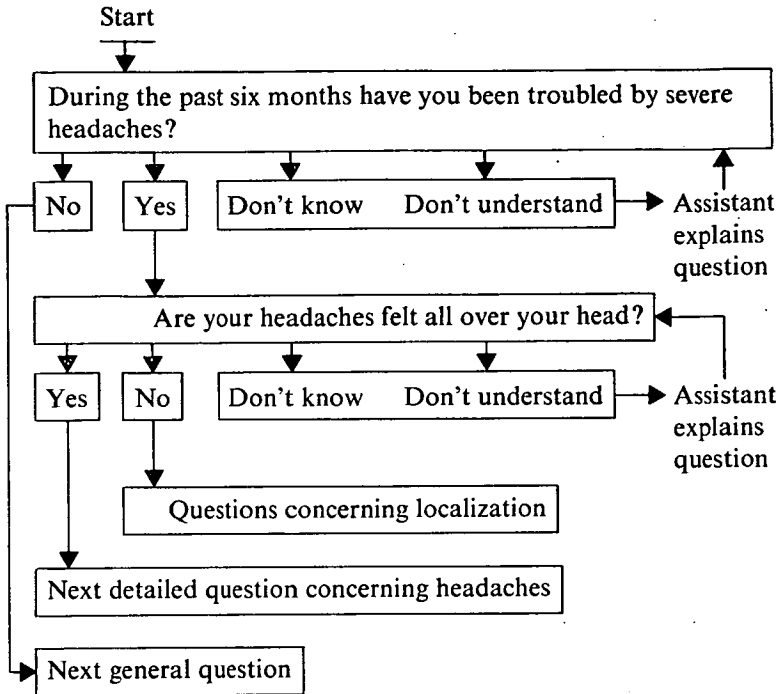 Start
During the past six months have you been troubled by severe
headaches?
No
Yes
Don't know
Don't understand
Assistant
explains
question
Are your headaches felt all over your head?
Yes
No
Don't know
Don't understand
Assistant
explains
question
Questions concerning localization
Next detailed question concerning headaches
Next general question